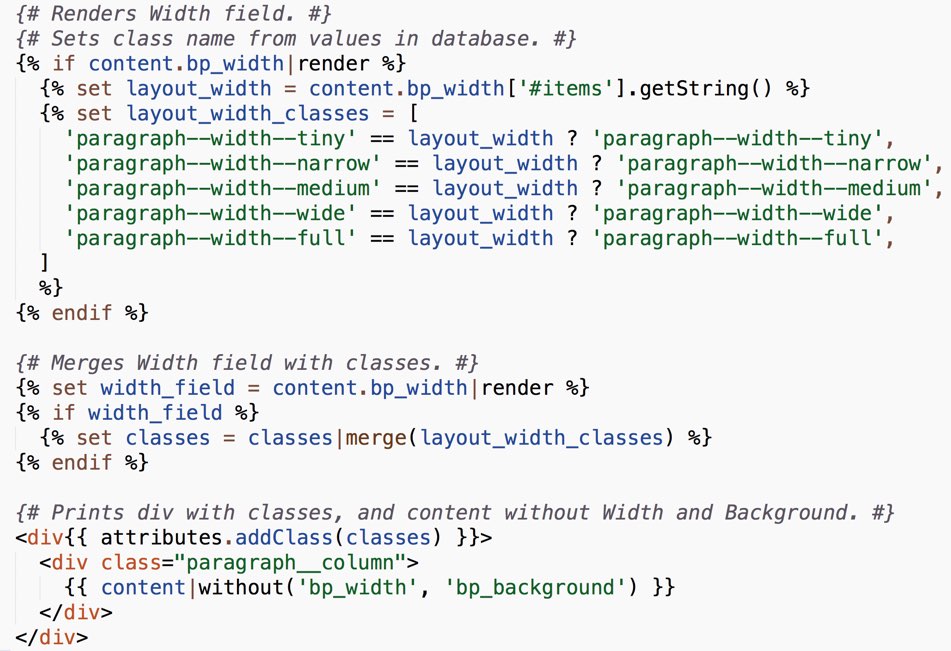 {# Renders Width field. #}
{# Sets class name from values in database. #}
{% if content.bp_width|render %}
  {% set layout_width = content.bp_width['#items'].getString() %}
  {% set layout_width_classes = [
    'paragraph--width--tiny' == layout_width ? 'paragraph--width--tiny',
    'paragraph--width--narrow' == layout_width ? 'paragraph--width--narrow',
    'paragraph--width--medium' == layout_width ? 'paragraph--width--medium',
    'paragraph--width--wide' == layout_width ? 'paragraph--width--wide',
    'paragraph--width--full' == layout_width ? 'paragraph--width--full',
  ]
  %}
{% endif %}

{# Merges Width field with classes. #}
{% set width_field = content.bp_width|render %}
{% if width_field %}
  {% set classes = classes|merge(layout_width_classes) %}
{% endif %}

{# Prints div with classes, and content without Width and Background. #}
<div{{ attributes.addClass(classes) }}>
  <div class="paragraph__column">
    {{ content|without('bp_width', 'bp_background') }}
  </div>
</div>